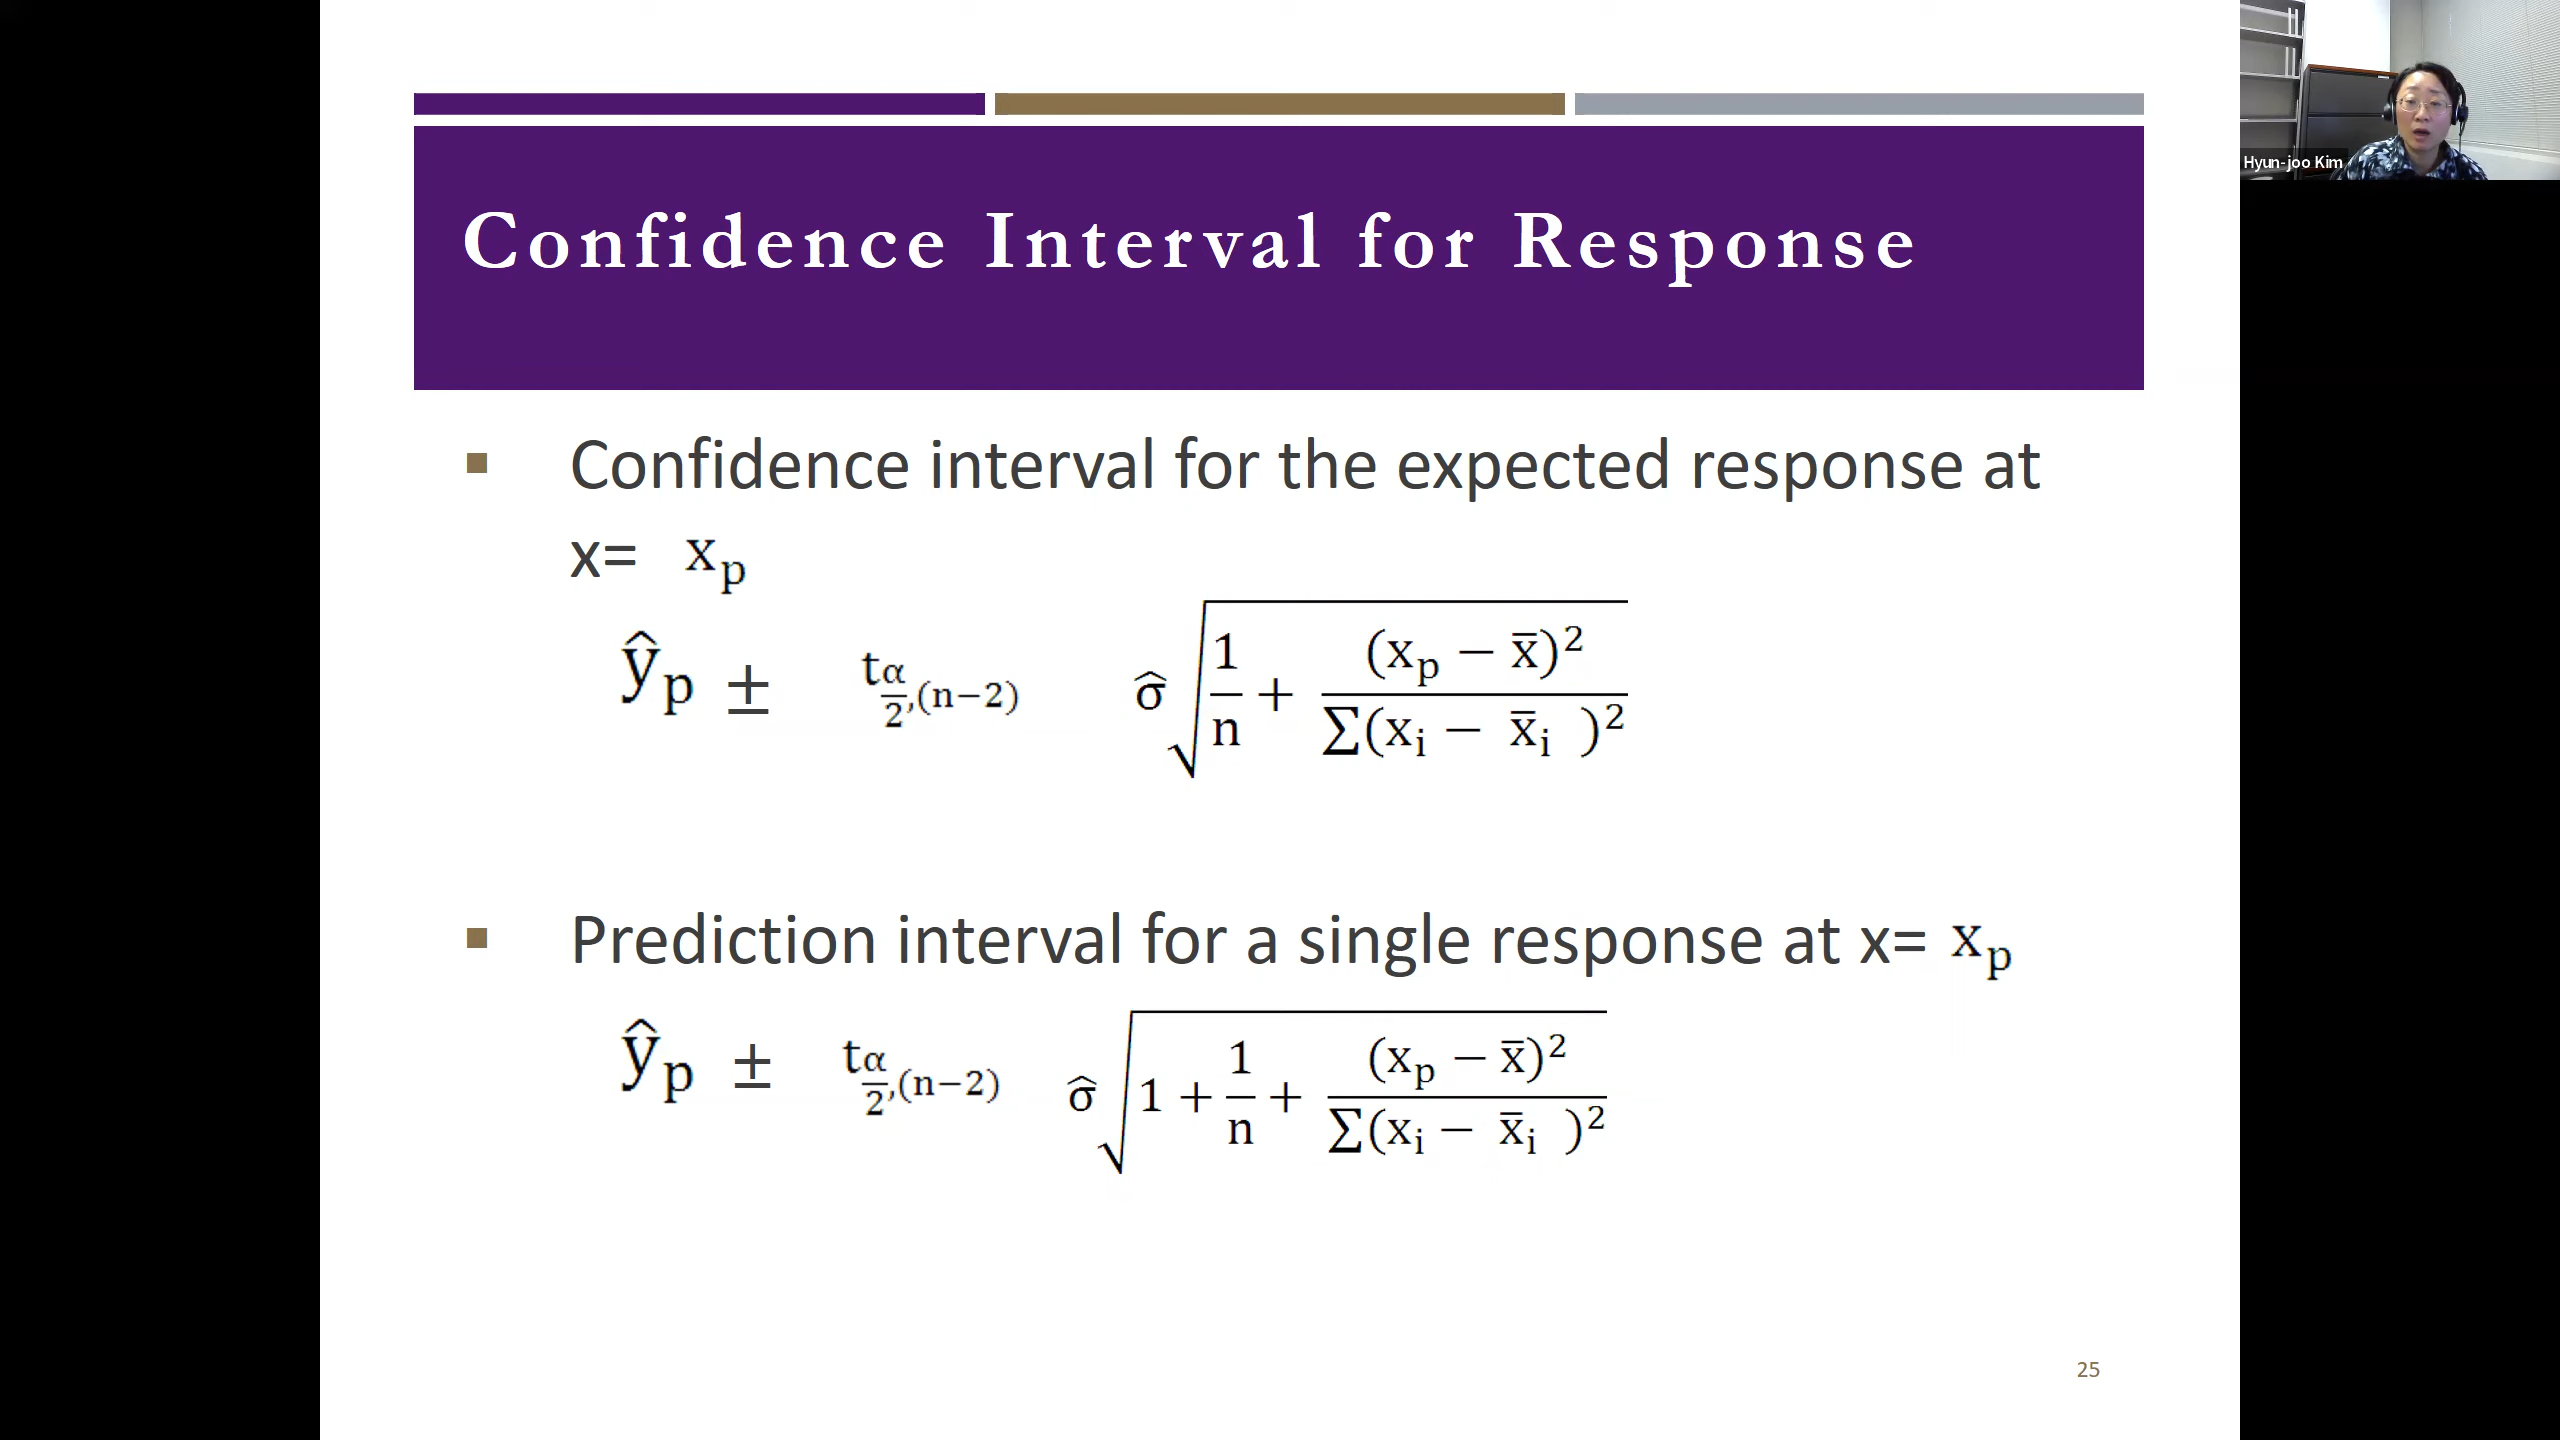 Hyun-joo Kim
Confidence Interval for Response
▪ Confidence interval for the expected response at
x= xₚ
ŷₚ ± t_{α/2,(n−2)} σ̂ √(1/n + (xₚ − x̄)² / ∑(xᵢ − x̄ᵢ )²)
▪ Prediction interval for a single response at x= xₚ
ŷₚ ± t_{α/2,(n−2)} σ̂ √(1 + 1/n + (xₚ − x̄)² / ∑(xᵢ − x̄ᵢ )²)
25